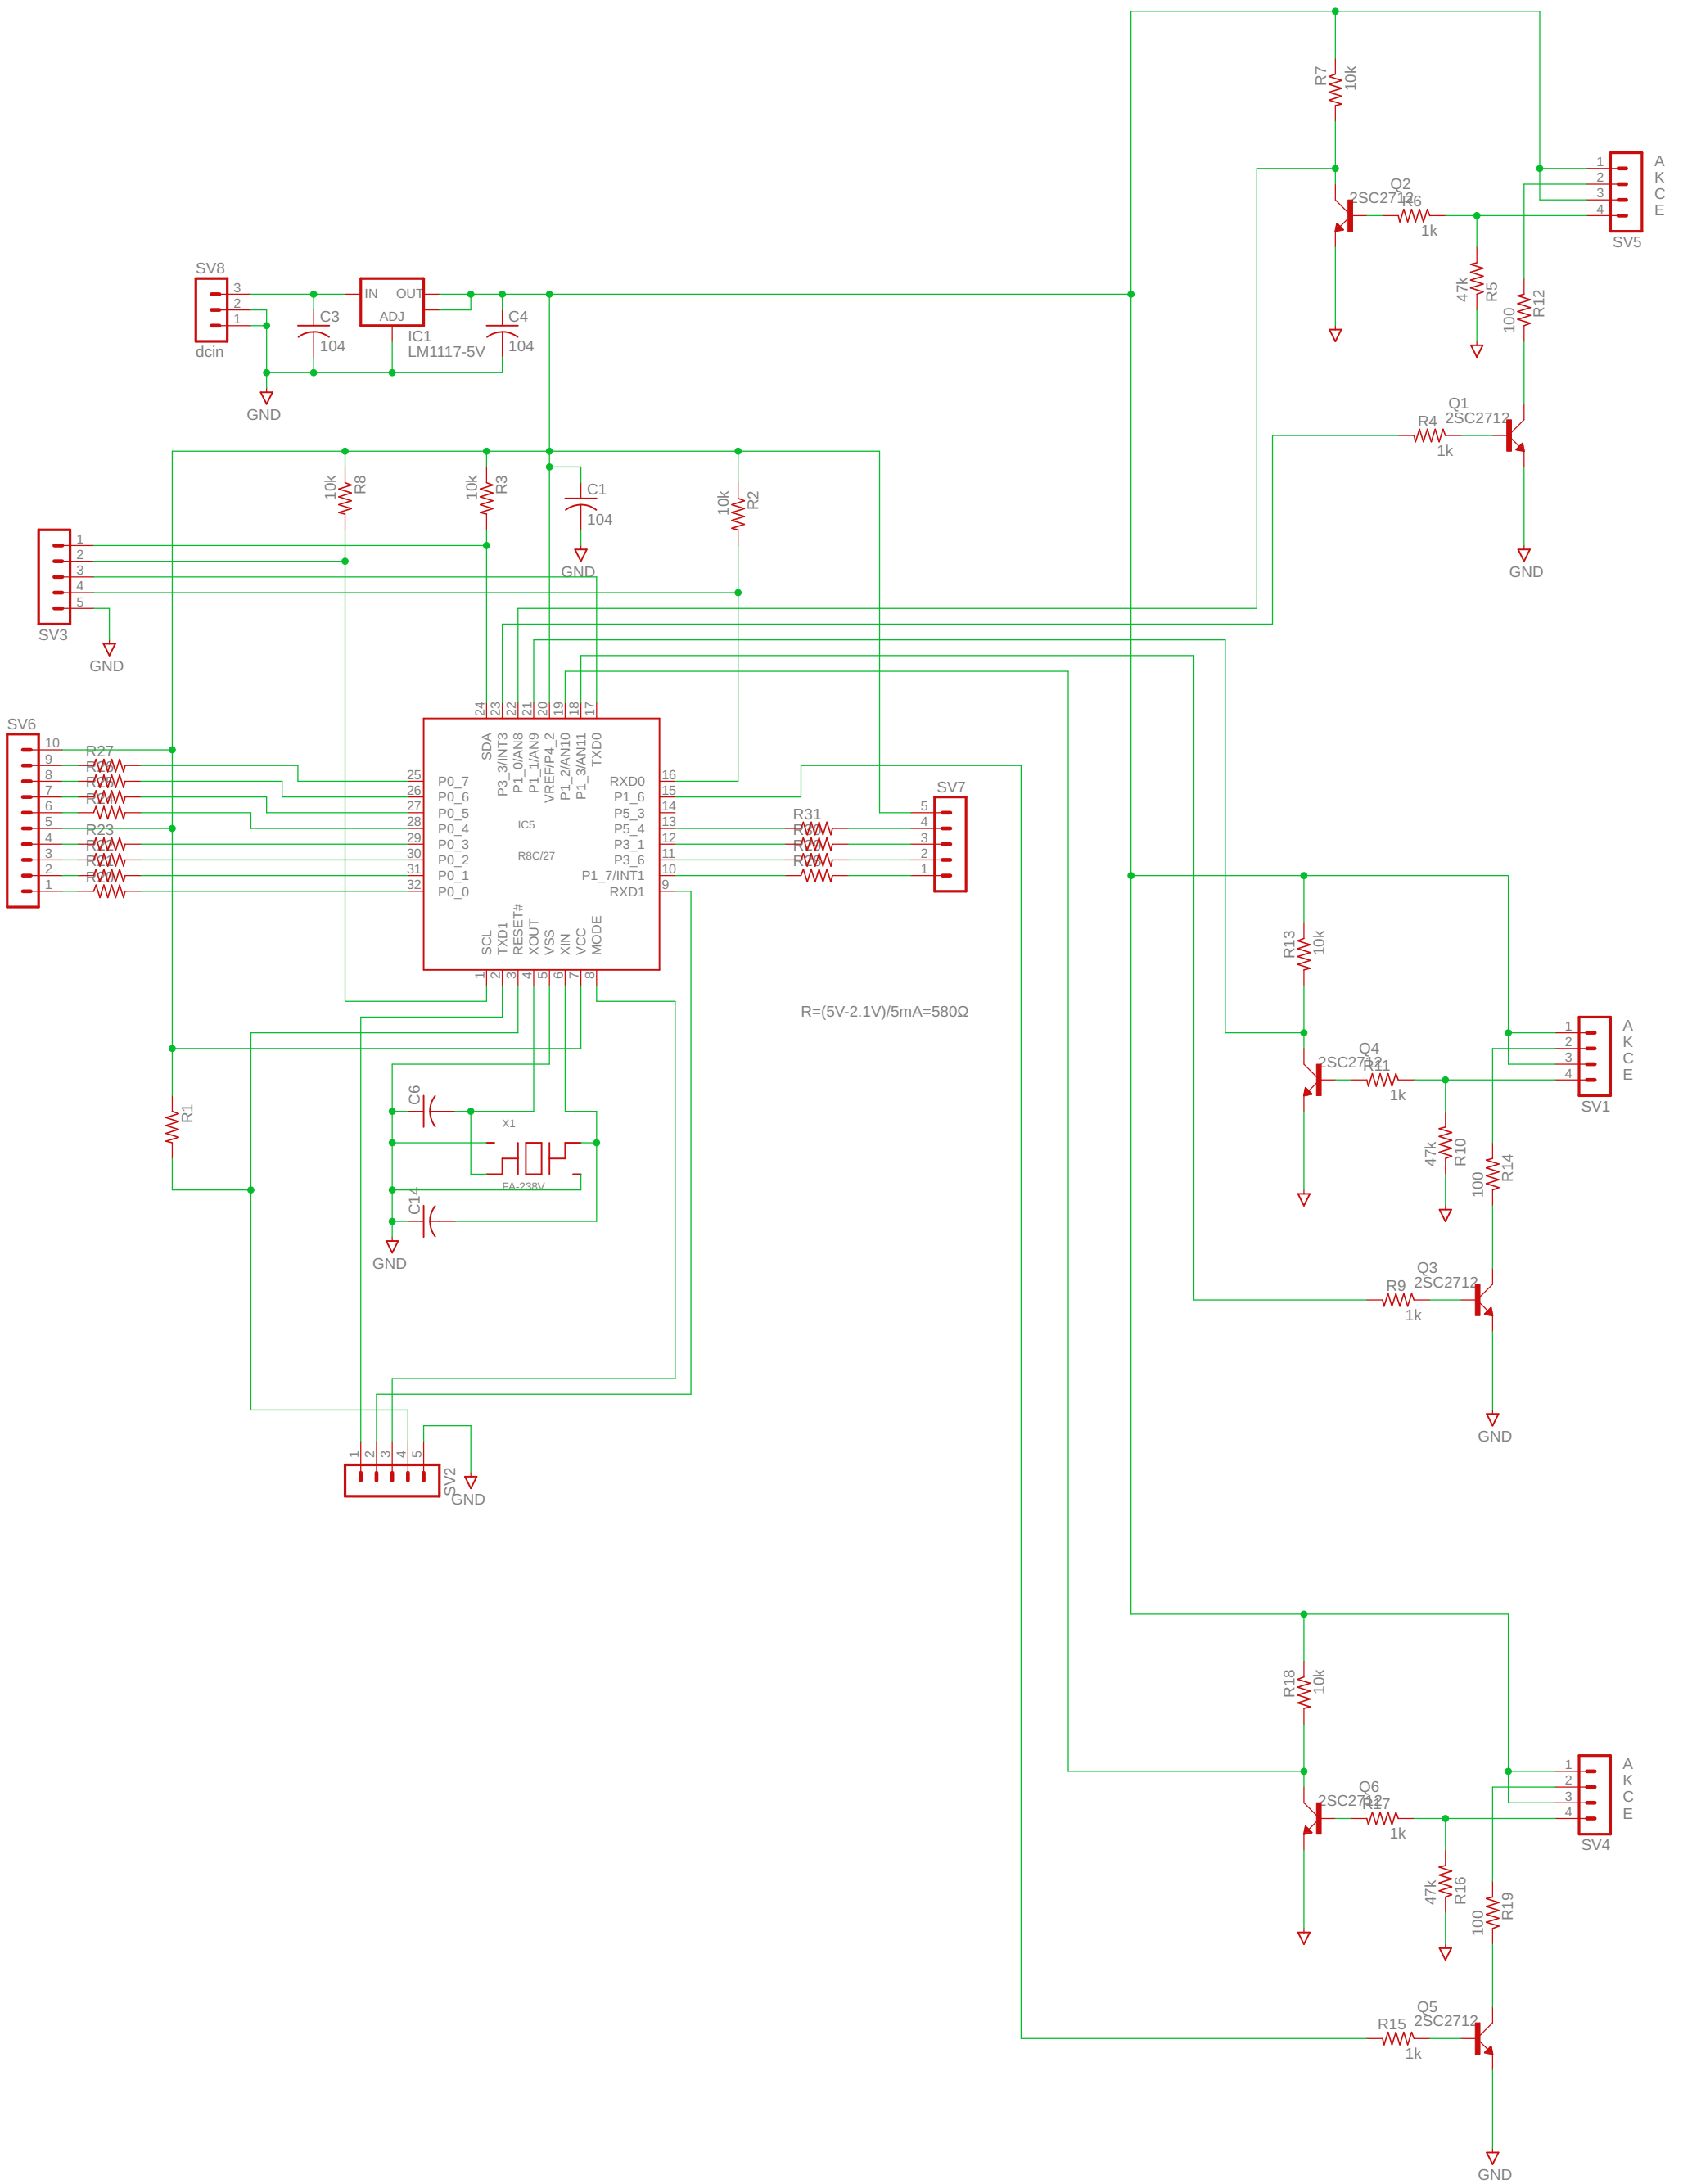 R7
10k
Q2
2SC2712
R6
1k
47k
R5
100
R12
1
2
3
4
A
K
C
E
SV5
Q1
2SC2712
R4
1k
GND
SV8
3
2
1
dcin
IN
OUT
ADJ
C3
104
IC1
LM1117-5V
C4
104
GND
10k
R8
10k
R3
C1
104
GND
10k
R2
1
2
3
4
5
SV3
GND
SV6
10
9
8
7
6
5
4
3
2
1
R27
R24
R23
R20
24
23
22
21
20
19
18
17
SDA
P3_3/INT3
P1_0/AN8
P1_1/AN9
VREF/P4_2
P1_2/AN10
P1_3/AN11
TXD0
25
26
27
28
29
30
31
32
P0_7
P0_6
P0_5
P0_4
P0_3
P0_2
P0_1
P0_0
IC5
R8C/27
RXD0
P1_6
P5_3
P5_4
P3_1
P3_6
P1_7/INT1
RXD1
16
15
14
13
12
11
10
9
SCL
TXD1
RESET#
XOUT
VSS
XIN
VCC
MODE
1
2
3
4
5
6
7
8
R31
R28
SV7
5
4
3
2
1
R=(5V-2.1V)/5mA=580Ω
R1
C6
X1
FA-238V
C14
GND
1
2
3
4
5
SV2
GND
R13
10k
Q4
2SC2712
R11
1k
47k
R10
100
R14
1
2
3
4
A
K
C
E
SV1
Q3
2SC2712
R9
1k
GND
R18
10k
Q6
2SC2712
R17
1k
47k
R16
100
R19
1
2
3
4
A
K
C
E
SV4
Q5
2SC2712
R15
1k
GND